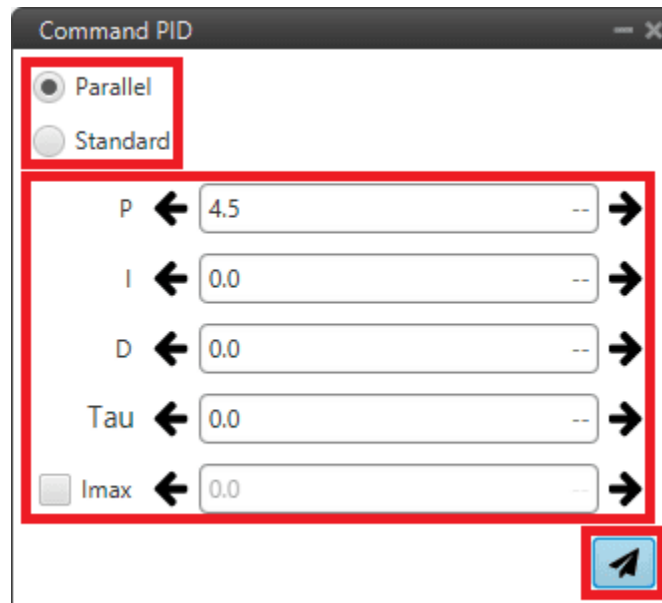 Command PID
Parallel
Standard
P 4.5 --
I 0.0 --
D 0.0 --
Tau 0.0 --
Imax 0.0 --